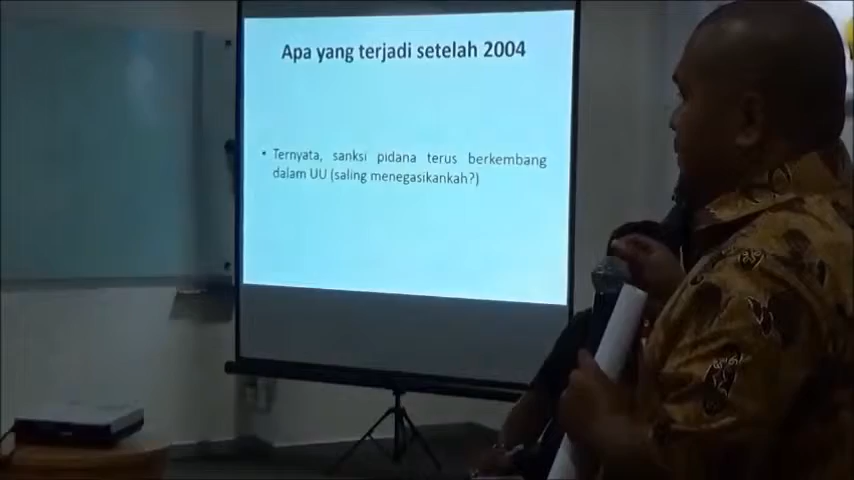 Apa yang terjadi setelah 2004
• Ternyata, sanksi pidana terus berkembang
dalam UU (saling menegasikankah?)